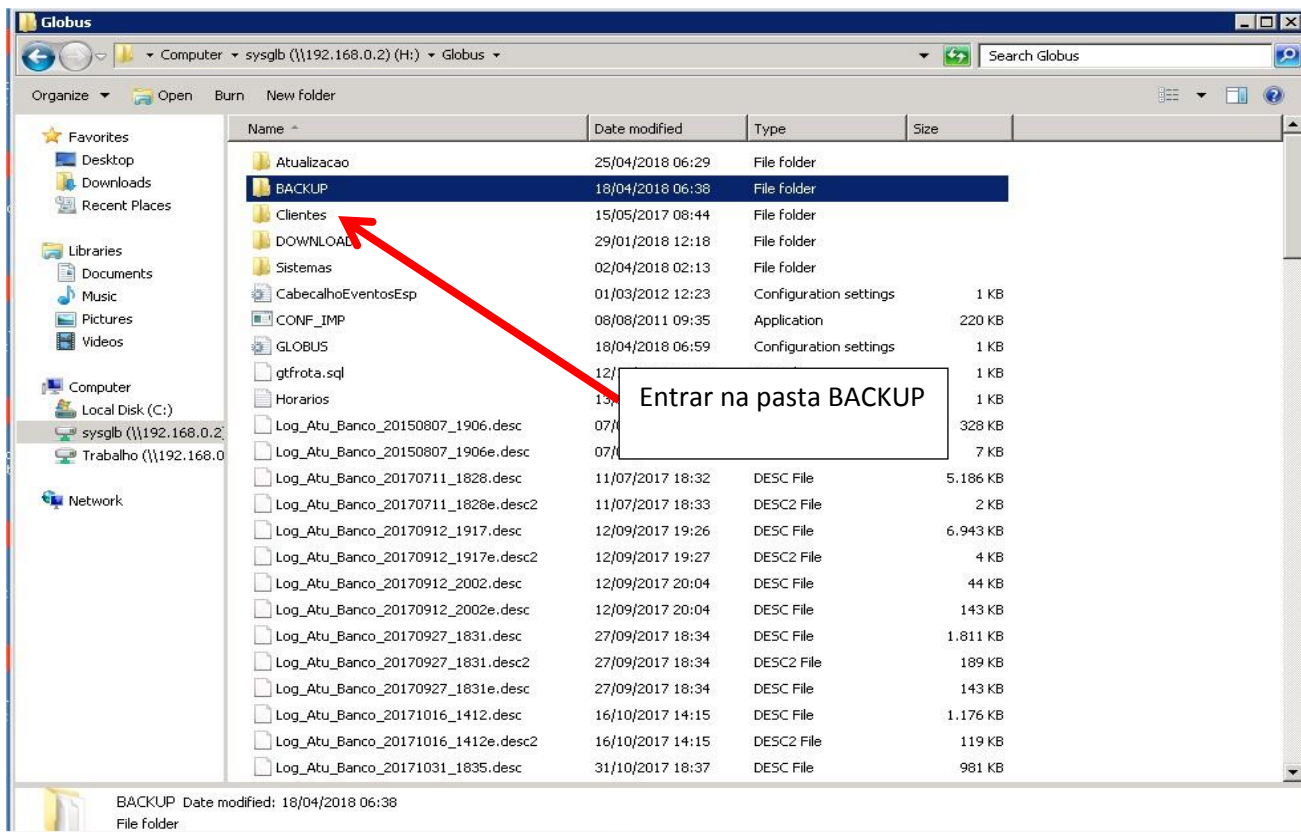 Globus
Computer sysglb (\\192.168.0.2) (H:) Globus
Search Globus
Organize Open Burn New folder
Favorites
Desktop
Downloads
Recent Places
Libraries
Documents
Music
Pictures
Videos
Computer
Local Disk (C:)
sysglb (\\192.168.0.2
Trabalho (\\192.168.0
Network
Name Date modified Type Size
Atualizacao 25/04/2018 06:29 File folder
BACKUP 18/04/2018 06:38 File folder
Clientes 15/05/2017 08:44 File folder
DOWNLOAD 29/01/2018 12:18 File folder
Sistemas 02/04/2018 02:13 File folder
CabecalhoEventosEsp 01/03/2012 12:23 Configuration settings 1 KB
CONF_IMP 08/08/2011 09:35 Application 220 KB
GLOBUS 18/04/2018 06:59 Configuration settings 1 KB
gtfrota.sql 12/ 1 KB
Horarios 13/ 1 KB
Log_Atu_Banco_20150807_1906.desc 07/ 328 KB
Log_Atu_Banco_20150807_1906e.desc 07/ 7 KB
Entrar na pasta BACKUP
Log_Atu_Banco_20170711_1828.desc 11/07/2017 18:32 DESC File 5.186 KB
Log_Atu_Banco_20170711_1828e.desc2 11/07/2017 18:33 DESC2 File 2 KB
Log_Atu_Banco_20170912_1917.desc 12/09/2017 19:26 DESC File 6.943 KB
Log_Atu_Banco_20170912_1917e.desc2 12/09/2017 19:27 DESC2 File 4 KB
Log_Atu_Banco_20170912_2002.desc 12/09/2017 20:04 DESC File 44 KB
Log_Atu_Banco_20170912_2002e.desc 12/09/2017 20:04 DESC File 143 KB
Log_Atu_Banco_20170927_1831.desc 27/09/2017 18:34 DESC File 1.811 KB
Log_Atu_Banco_20170927_1831.desc2 27/09/2017 18:34 DESC2 File 189 KB
Log_Atu_Banco_20170927_1831e.desc 27/09/2017 18:34 DESC File 143 KB
Log_Atu_Banco_20171016_1412.desc 16/10/2017 14:15 DESC File 1.176 KB
Log_Atu_Banco_20171016_1412e.desc2 16/10/2017 14:15 DESC2 File 119 KB
Log_Atu_Banco_20171031_1835.desc 31/10/2017 18:37 DESC File 981 KB
BACKUP Date modified: 18/04/2018 06:38
File folder